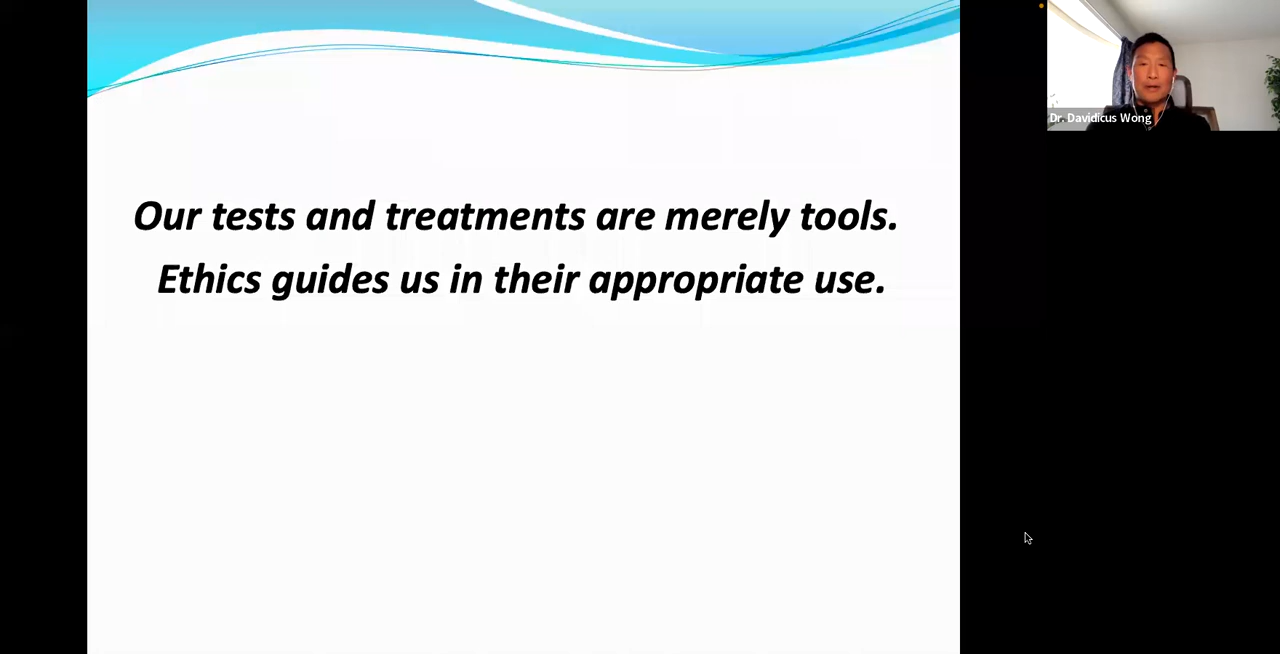 Our tests and treatments are merely tools.
Ethics guides us in their appropriate use.
Dr. Davidicus Wong